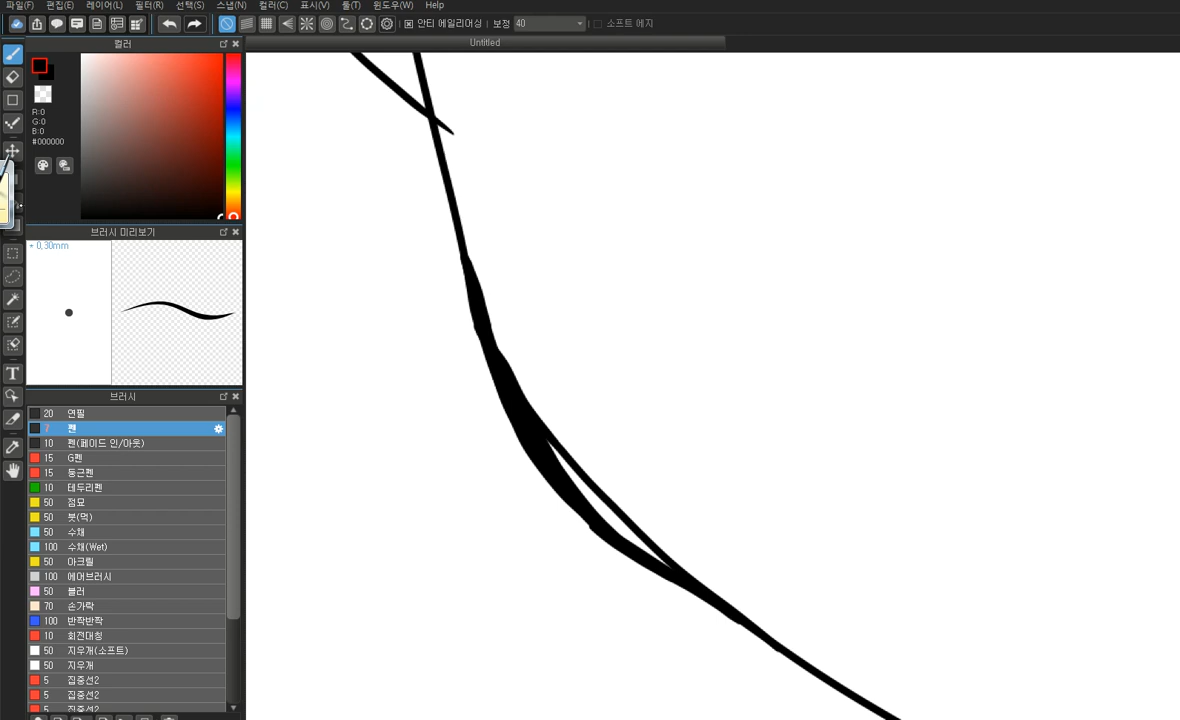 파일(F) 편집(E) 레이어(L) 필터(R) 선택(S) 스냅(N) 컬러(C) 표시(V) 툴(T) 윈도우(W) Help
안티 에일리어싱 보정 40 소프트 에지
컬러
Untitled
R:0
G:0
B:0
#000000
브러시 미리보기
* 0.30mm
브러시
20 연필
7 펜
10 펜(페이드 인/아웃)
15 G펜
15 둥근펜
10 테두리펜
50 점묘
50 붓(먹)
50 수채
100 수채(Wet)
50 아크릴
100 에어브러시
50 블러
70 손가락
100 반짝반짝
10 회전대칭
50 지우개(소프트)
50 지우개
5 집중선2
5 집중선2
5 집중선2